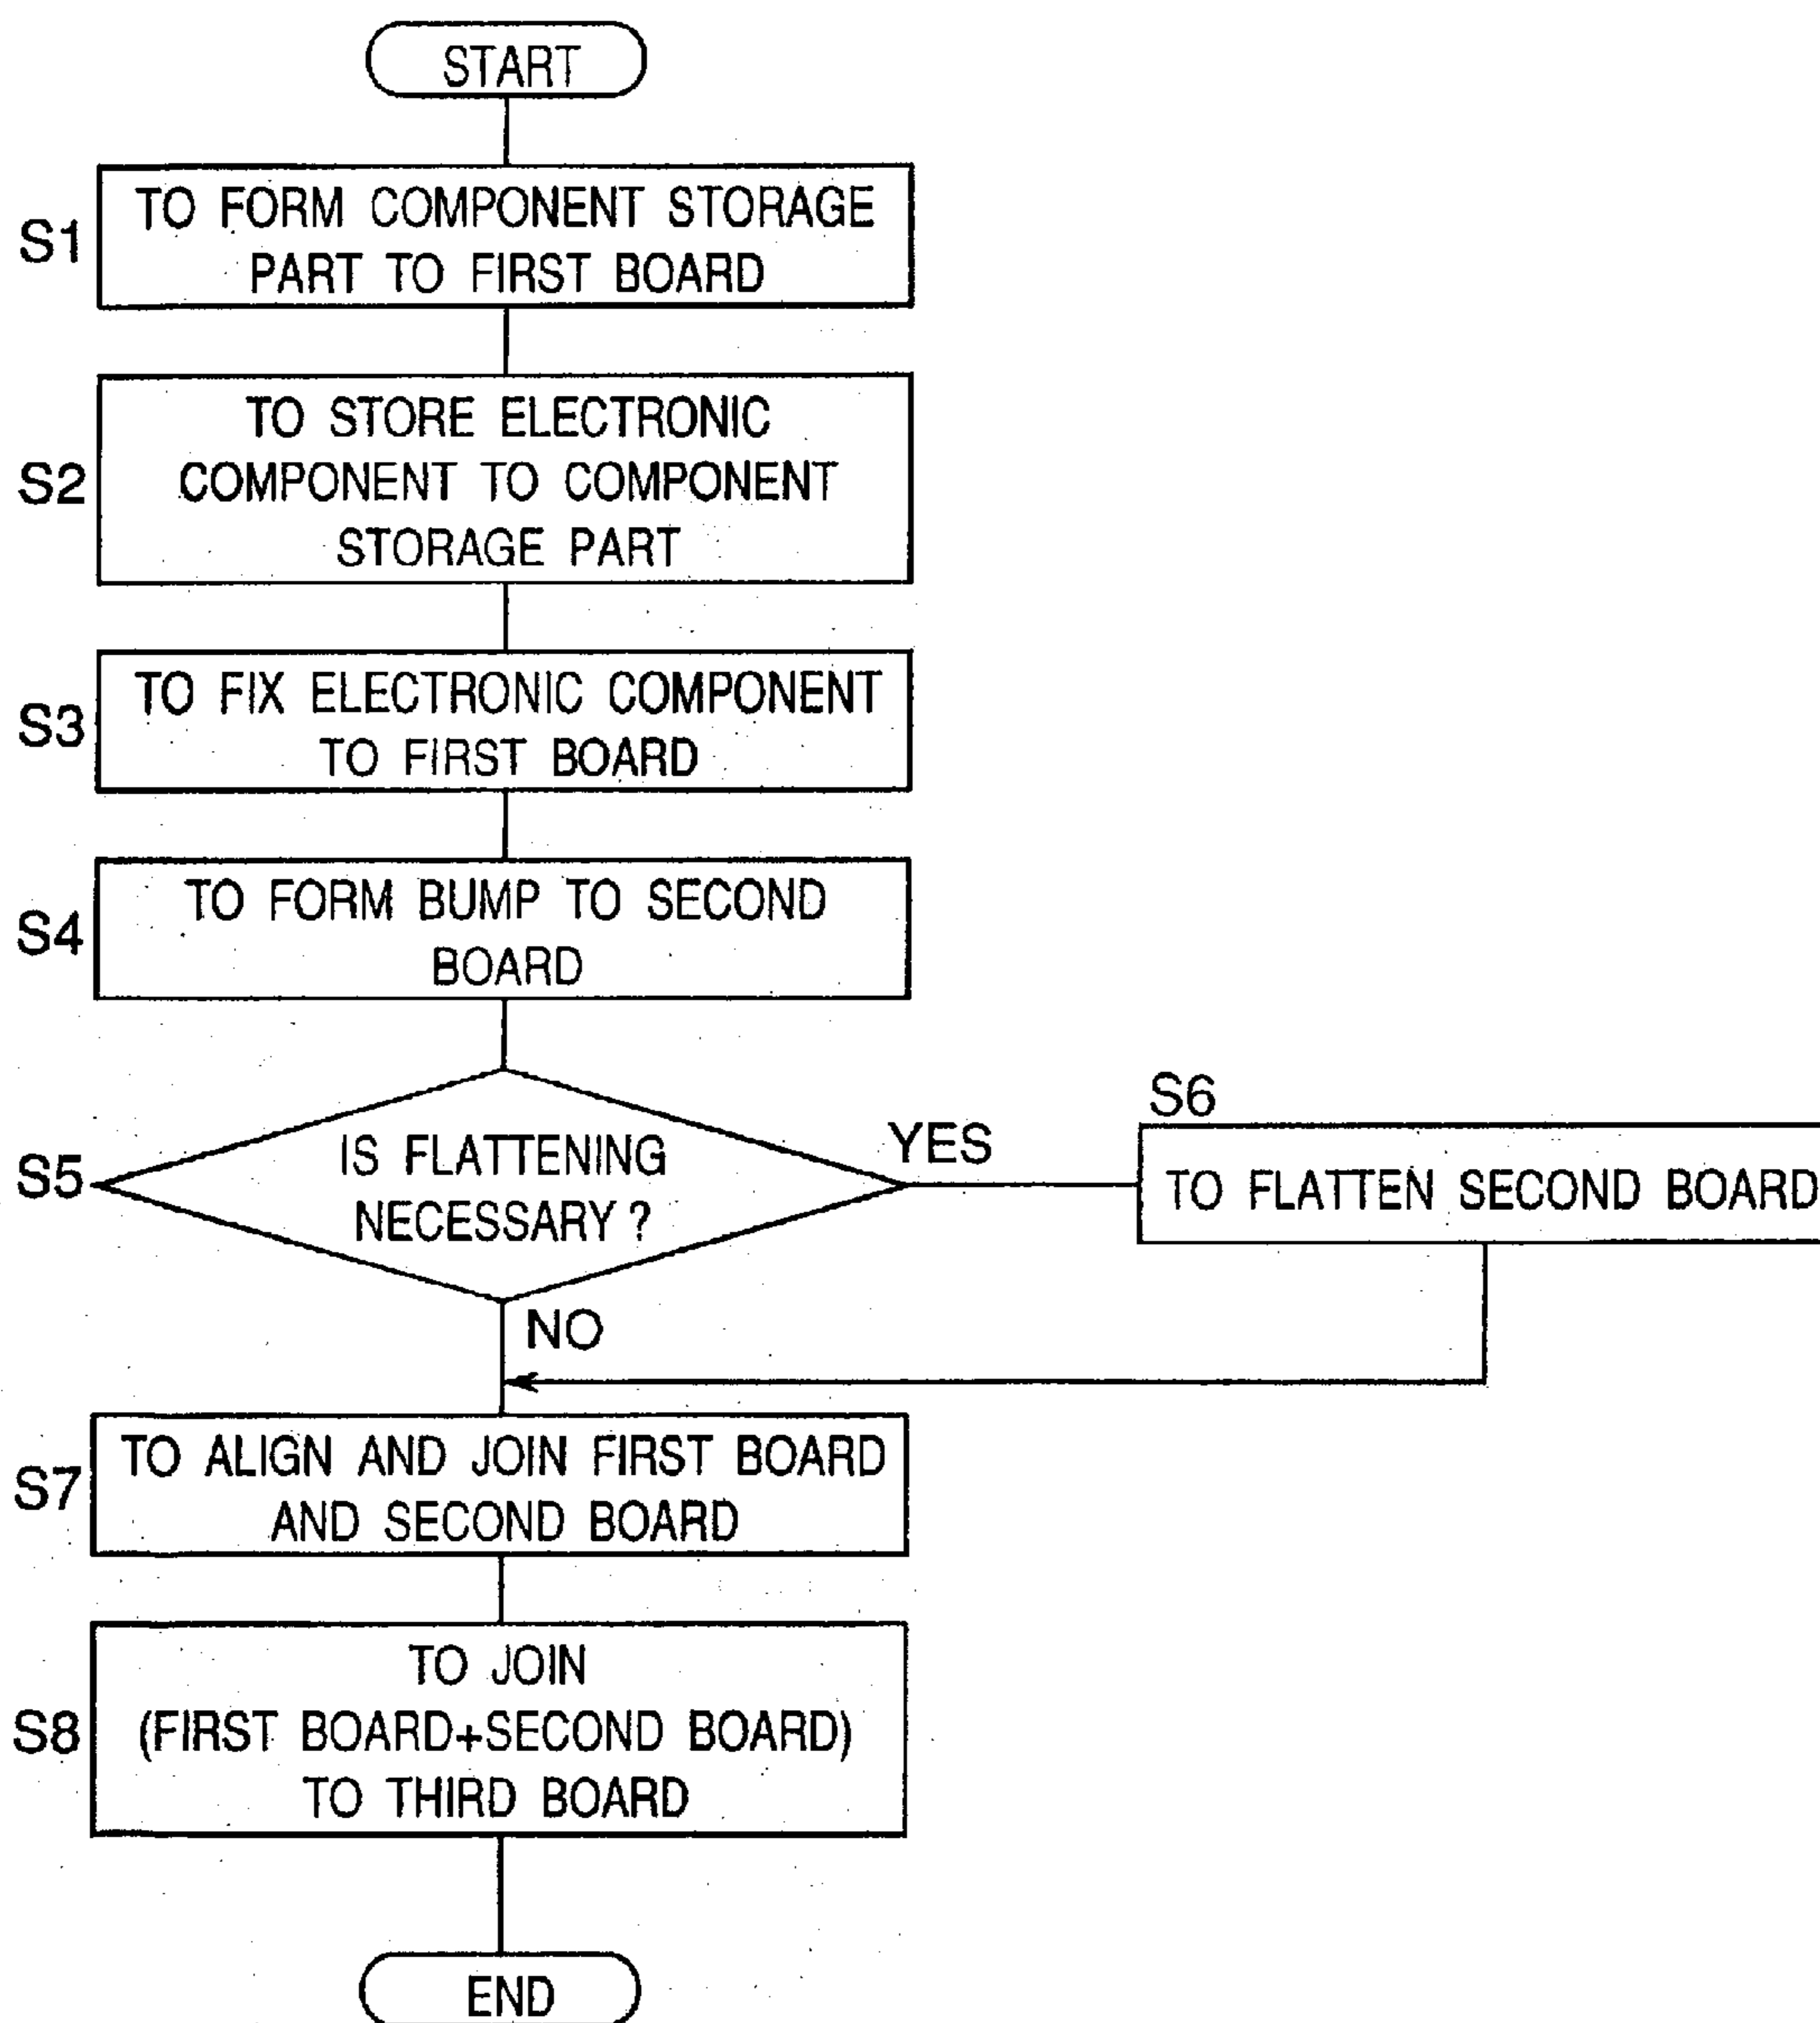 START
S1
TO FORM COMPONENT STORAGE
PART TO FIRST BOARD
S2
TO STORE ELECTRONIC
COMPONENT TO COMPONENT
STORAGE PART
S3
TO FIX ELECTRONIC COMPONENT
TO FIRST BOARD
S4
TO FORM BUMP TO SECOND
BOARD
S5
IS FLATTENING
NECESSARY ?
YES
S6
TO FLATTEN SECOND BOARD
NO
S7
TO ALIGN AND JOIN FIRST BOARD
AND SECOND BOARD
S8
TO JOIN
(FIRST BOARD+SECOND BOARD)
TO THIRD BOARD
END